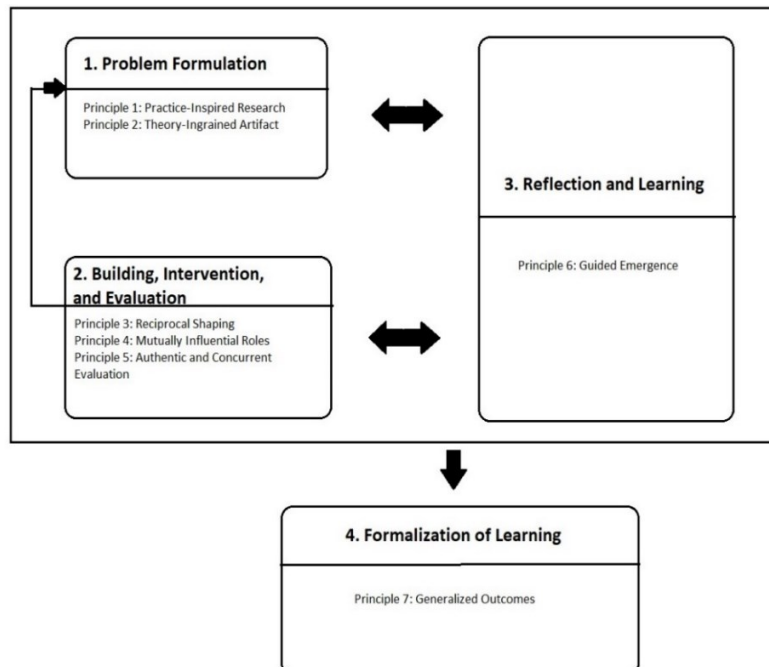 1. Problem Formulation
Principle 1: Practice-Inspired Research
Principle 2: Theory-Ingrained Artifact
2. Building, Intervention,
and Evaluation
Principle 3: Reciprocal Shaping
Principle 4: Mutually Influential Roles
Principle 5: Authentic and Concurrent
Evaluation
3. Reflection and Learning
Principle 6: Guided Emergence
4. Formalization of Learning
Principle 7: Generalized Outcomes